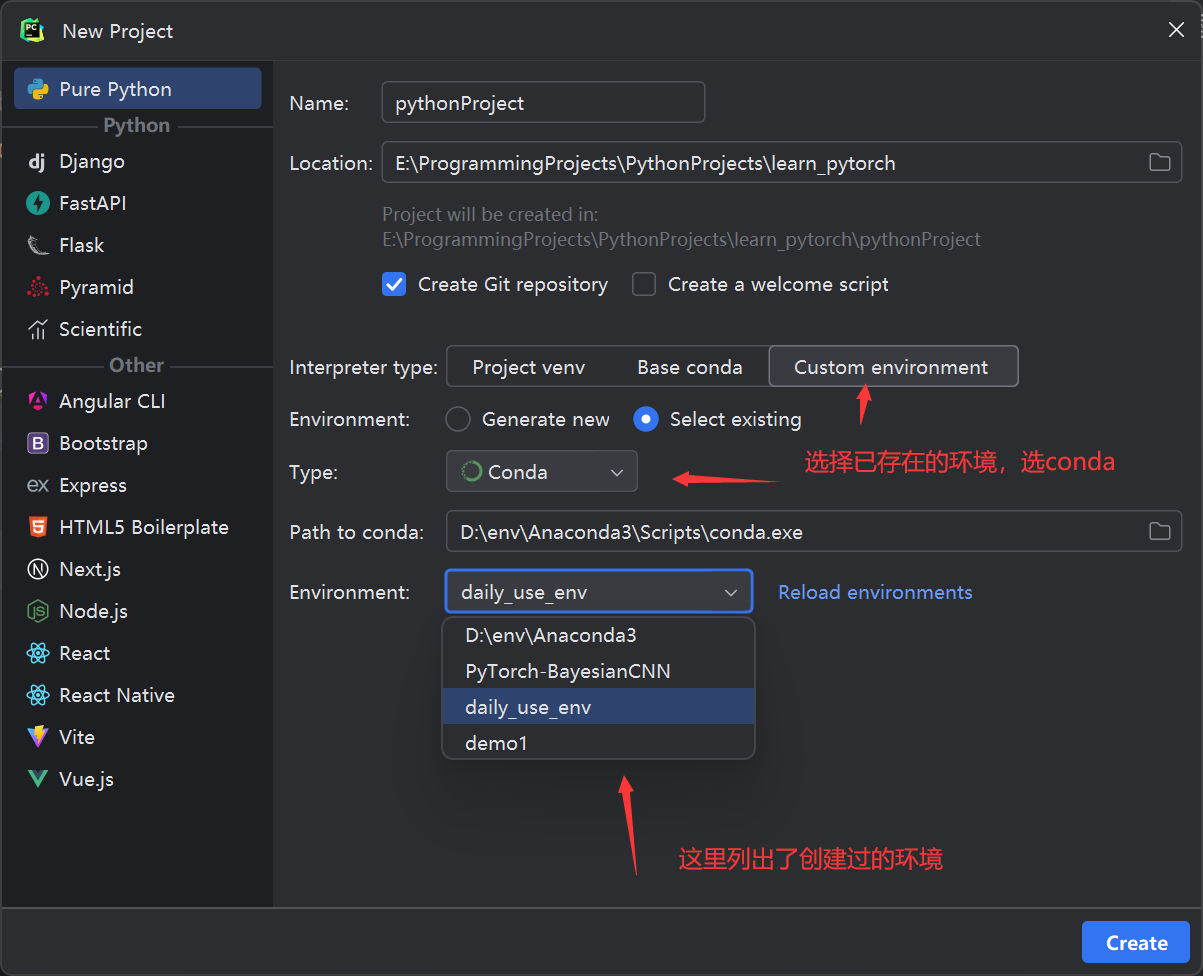 PC
New Project
Pure Python
Python
dj Django
FastAPI
Flask
Pyramid
Scientific
Other
Angular CLI
B Bootstrap
ex Express
5 HTML5 Boilerplate
N Next.js
JS Node.js
React
React Native
Vite
Vue.js
Name: pythonProject
Location: E:\ProgrammingProjects\PythonProjects\learn_pytorch
Project will be created in:
E:\ProgrammingProjects\PythonProjects\learn_pytorch\pythonProject
Create Git repository Create a welcome script
Interpreter type: Project venv Base conda Custom environment
Environment: Generate new Select existing
Type: Conda
选择已存在的环境，选conda
Path to conda: D:\env\Anaconda3\Scripts\conda.exe
Environment: daily_use_env Reload environments
D:\env\Anaconda3
PyTorch-BayesianCNN
daily_use_env
demo1
这里列出了创建过的环境
Create